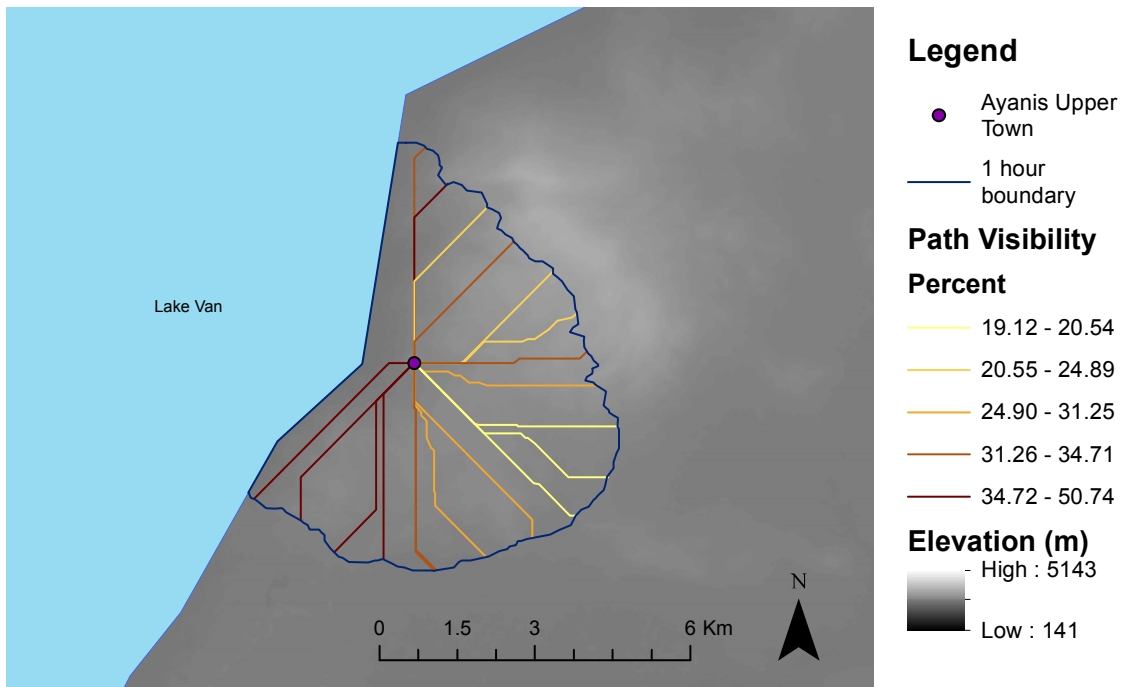 Lake Van
N
0 1.5 3 6 Km
Legend
Ayanis Upper
Town
1 hour
boundary
Path Visibility
Percent
19.12 - 20.54
20.55 - 24.89
24.90 - 31.25
31.26 - 34.71
34.72 - 50.74
Elevation (m)
High : 5143
Low : 141